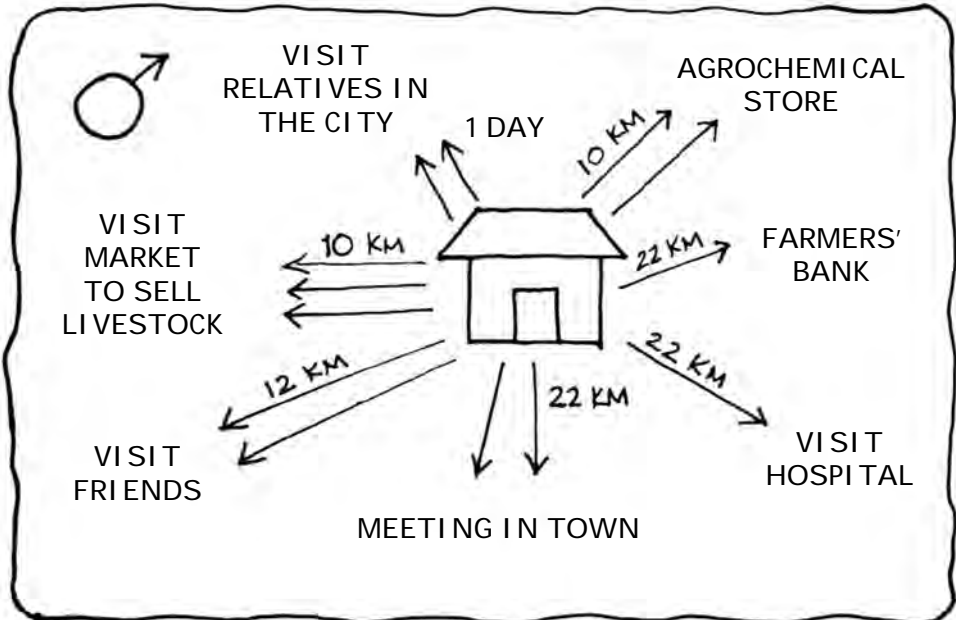 VISIT
RELATIVES IN
THE CITY
1 DAY
10 KM
AGROCHEMICAL
STORE
VISIT
MARKET
TO SELL
LIVESTOCK
10 KM
22 KM
FARMERS'
BANK
12 KM
22 KM
VISIT
FRIENDS
22 KM
VISIT
HOSPITAL
MEETING IN TOWN